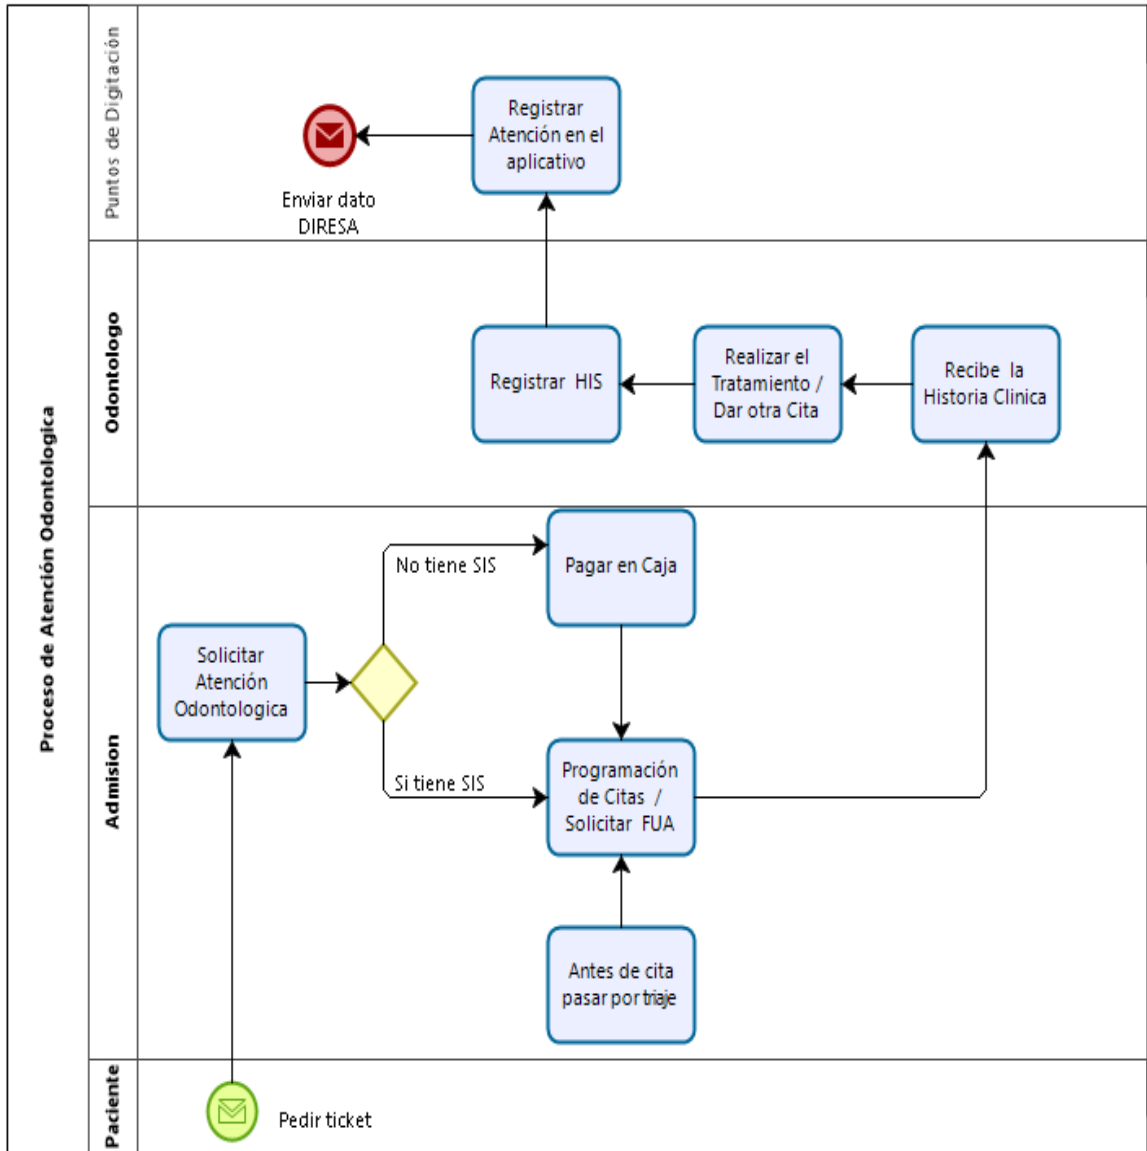 Proceso de Atención Odontologica
Puntos de Digitación
Registrar
Atención en el
aplicativo
Enviar dato
DIRESA
Odontologo
Registrar HIS
Realizar el
Tratamiento /
Dar otra Cita
Recibe la
Historia Clinica
Admision
No tiene SIS
Pagar en Caja
Solicitar
Atención
Odontologica
Si tiene SIS
Programación
de Citas /
Solicitar FUA
Antes de cita
pasar por triaje
Paciente
Pedir ticket